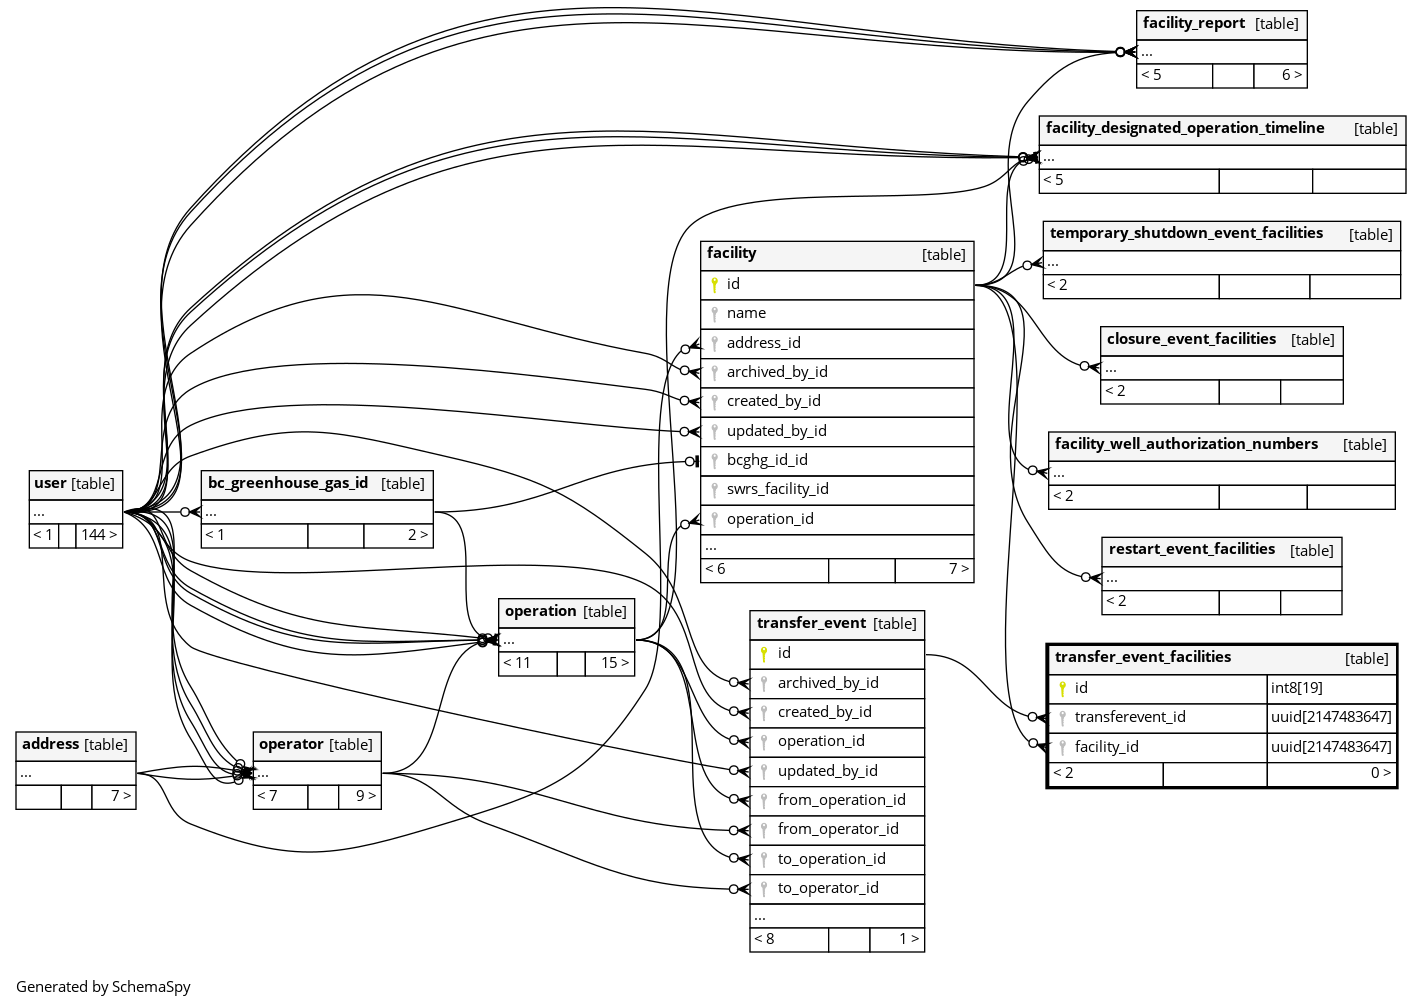 facility_report [table]
...
< 5 6 >
facility_designated_operation_timeline [table]
...
< 5
temporary_shutdown_event_facilities [table]
...
< 2
facility [table]
id
name
address_id
archived_by_id
created_by_id
updated_by_id
bcghg_id_id
swrs_facility_id
operation_id
...
< 6 7 >
closure_event_facilities [table]
...
< 2
facility_well_authorization_numbers [table]
...
< 2
user [table]
...
< 1 144 >
bc_greenhouse_gas_id [table]
...
< 1 2 >
restart_event_facilities [table]
...
< 2
operation [table]
...
< 11 15 >
transfer_event [table]
id
archived_by_id
created_by_id
operation_id
updated_by_id
from_operation_id
from_operator_id
to_operation_id
to_operator_id
...
< 8 1 >
transfer_event_facilities [table]
id int8[19]
transferevent_id uuid[2147483647]
facility_id uuid[2147483647]
< 2 0 >
address [table]
...
7 >
operator [table]
...
< 7 9 >
Generated by SchemaSpy